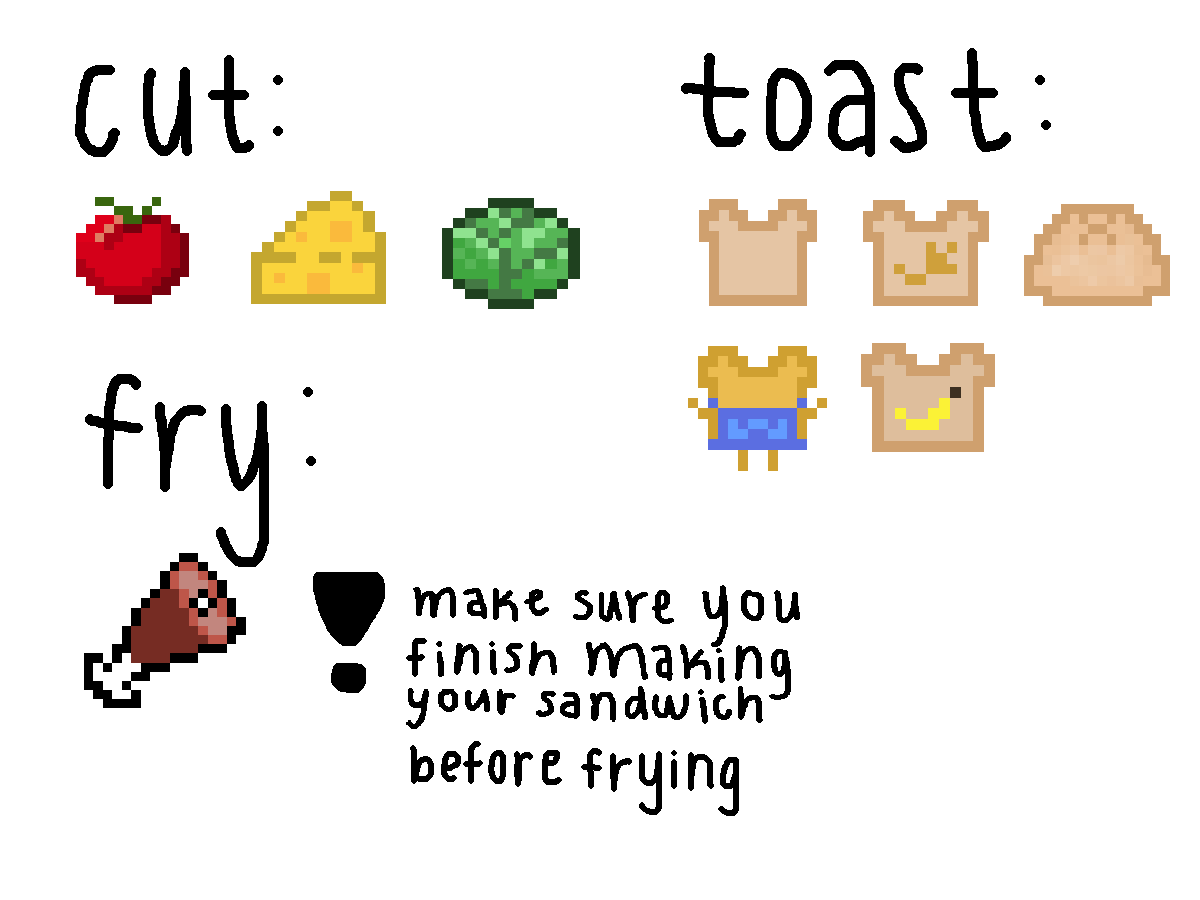 cut:
toast:
fry:
! make sure you
finish making
your sandwich
before frying